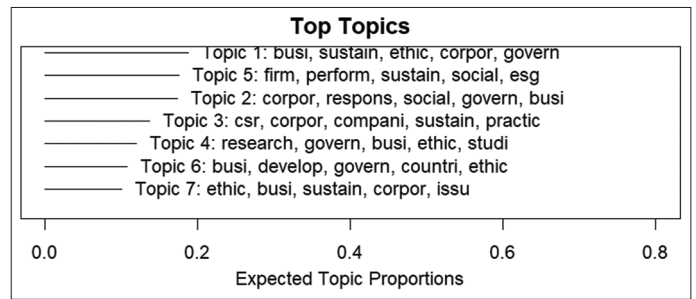 Top Topics
Topic 1: busi, sustain, ethic, corpor, govern
Topic 5: firm, perform, sustain, social, esg
Topic 2: corpor, respons, social, govern, busi
Topic 3: csr, corpor, compani, sustain, practic
Topic 4: research, govern, busi, ethic, studi
Topic 6: busi, develop, govern, countri, ethic
Topic 7: ethic, busi, sustain, corpor, issu
0.0 0.2 0.4 0.6 0.8
Expected Topic Proportions